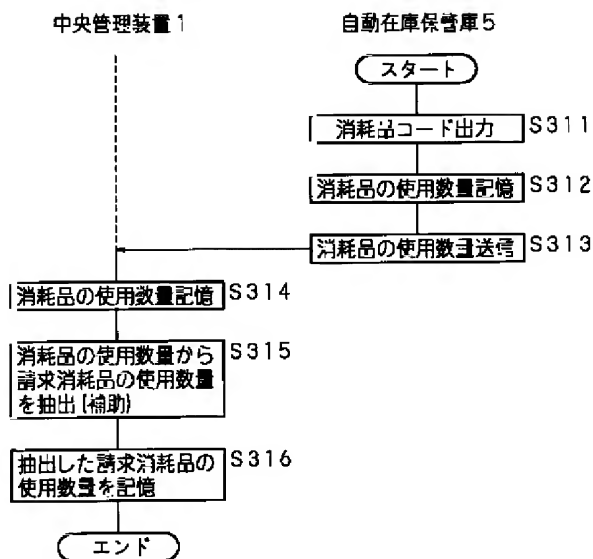 中央管理装置1
自動在庫保管庫5
スタート
消耗品コード出力
S311
消耗品の使用数量記憶
S312
消耗品の使用数量送信
S313
消耗品の使用数量記憶
S314
消耗品の使用数量から
請求消耗品の使用数量
を抽出(補助)
S315
抽出した請求消耗品の
使用数量を記憶
S316
エンド